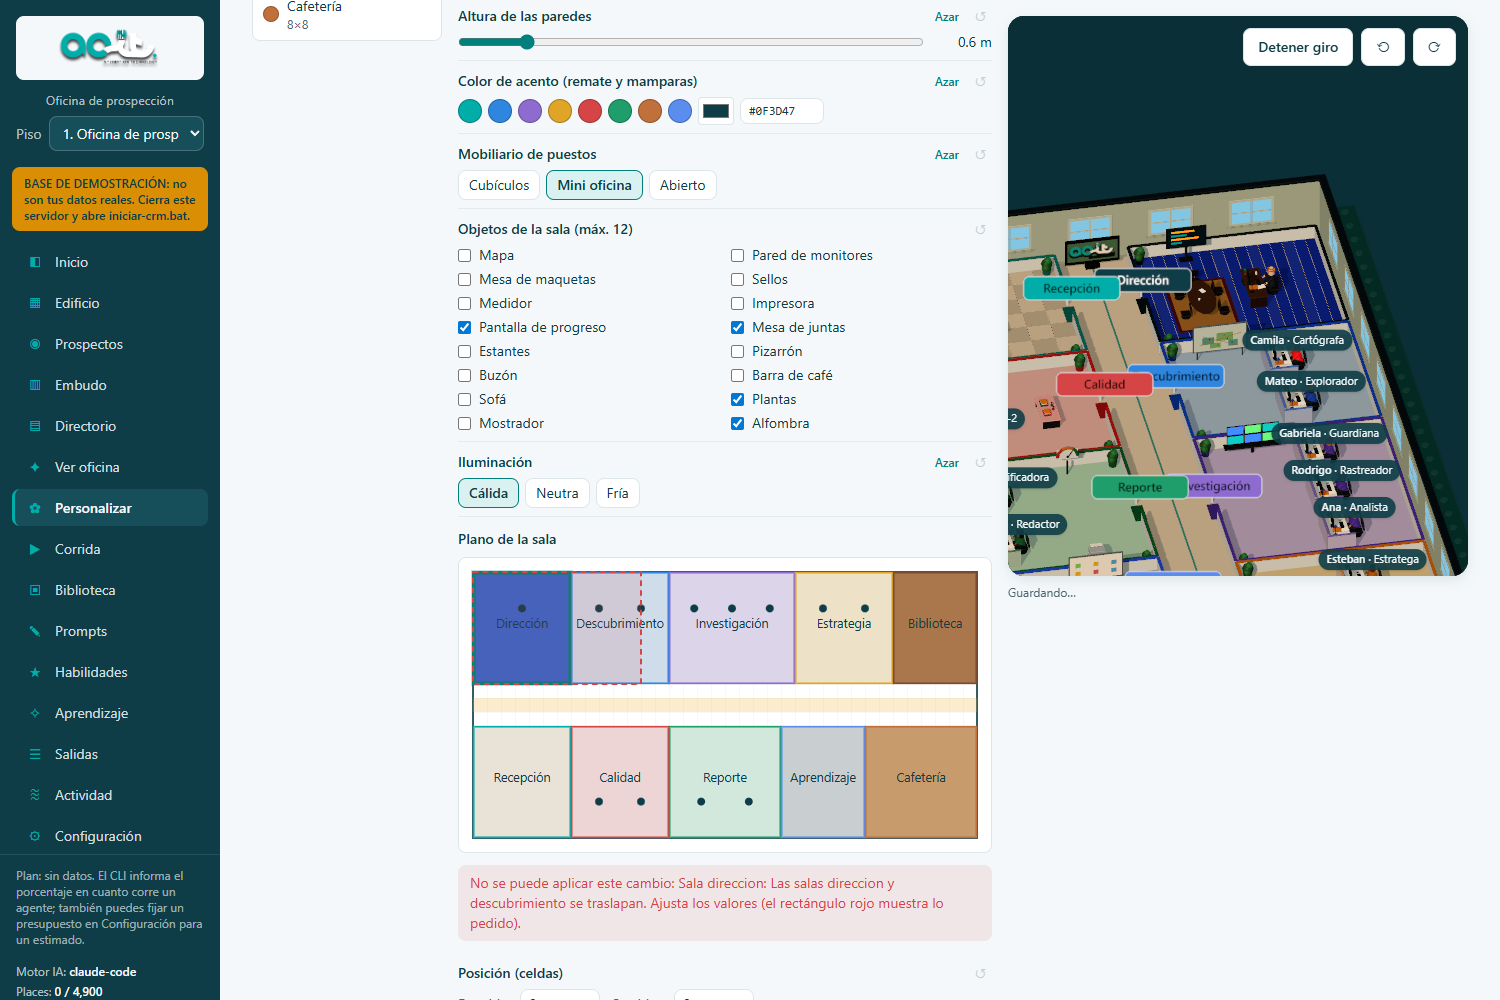 acit
Oficina de prospección
Piso
1. Oficina de prosp
BASE DE DEMOSTRACIÓN: no
son tus datos reales. Cierra este
servidor y abre iniciar-crm.bat.
Inicio
Edificio
Prospectos
Embudo
Directorio
Ver oficina
Personalizar
Corrida
Biblioteca
Prompts
Habilidades
Aprendizaje
Salidas
Actividad
Configuración
Plan: sin datos. El CLI informa el
porcentaje en cuanto corre un
agente; también puedes fijar un
presupuesto en Configuración para
un estimado.
Motor IA: claude-code
Places: 0 / 4,900
Cafetería
8×8
Altura de las paredes
Azar
0.6 m
Color de acento (remate y mamparas)
Azar
#0F3D47
Mobiliario de puestos
Azar
Cubículos
Mini oficina
Abierto
Objetos de la sala (máx. 12)
Mapa
Pared de monitores
Mesa de maquetas
Sellos
Medidor
Impresora
Pantalla de progreso
Mesa de juntas
Estantes
Pizarrón
Buzón
Barra de café
Sofá
Plantas
Mostrador
Alfombra
Iluminación
Azar
Cálida
Neutra
Fría
Plano de la sala
Dirección
Descubrimiento
Investigación
Estrategia
Biblioteca
Recepción
Calidad
Reporte
Aprendizaje
Cafetería
No se puede aplicar este cambio: Sala direccion: Las salas direccion y
descubrimiento se traslapan. Ajusta los valores (el rectángulo rojo muestra lo
pedido).
Posición (celdas)
Detener giro
acit
Dirección
Recepción
Camila · Cartógrafa
cubrimiento
Mateo · Explorador
Calidad
-2
Gabriela · Guardiana
Rodrigo · Rastreador
ificadora
Reporte
vestigación
Ana · Analista
· Redactor
Esteban · Estratega
Guardando...